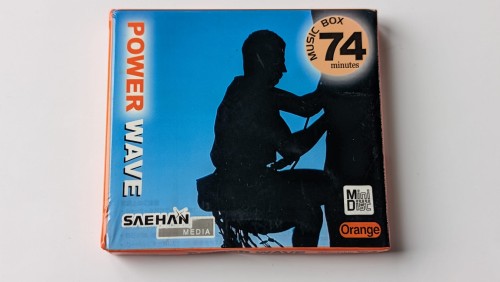 MUSIC BOX
74
minutes
POWER WAVE
SAEHAN
MEDIA
Mini
Disc
Orange